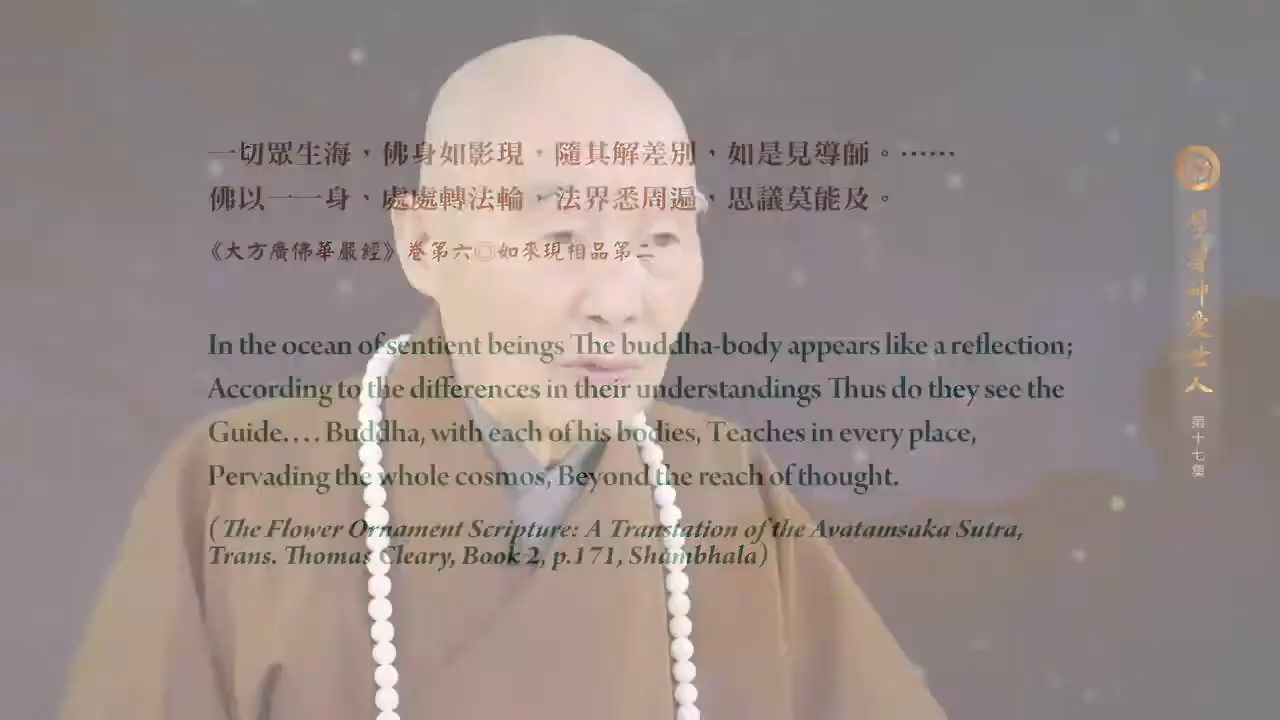 一切眾生海，佛身如影現，隨其解差別，如是見導師。⋯⋯
佛以一一身，處處轉法輪，法界悉周遍，思議莫能及。
《大方廣佛華嚴經》卷第六◎如來現相品第二
In the ocean of sentient beings The buddha-body appears like a reflection;
According to the differences in their understandings Thus do they see the
Guide.... Buddha, with each of his bodies, Teaches in every place,
Pervading the whole cosmos, Beyond the reach of thought.
( The Flower Ornament Scripture: A Translation of the Avatamsaka Sutra,
Trans. Thomas Cleary, Book 2, p.171, Shambhala)
神愛世人
第十七集